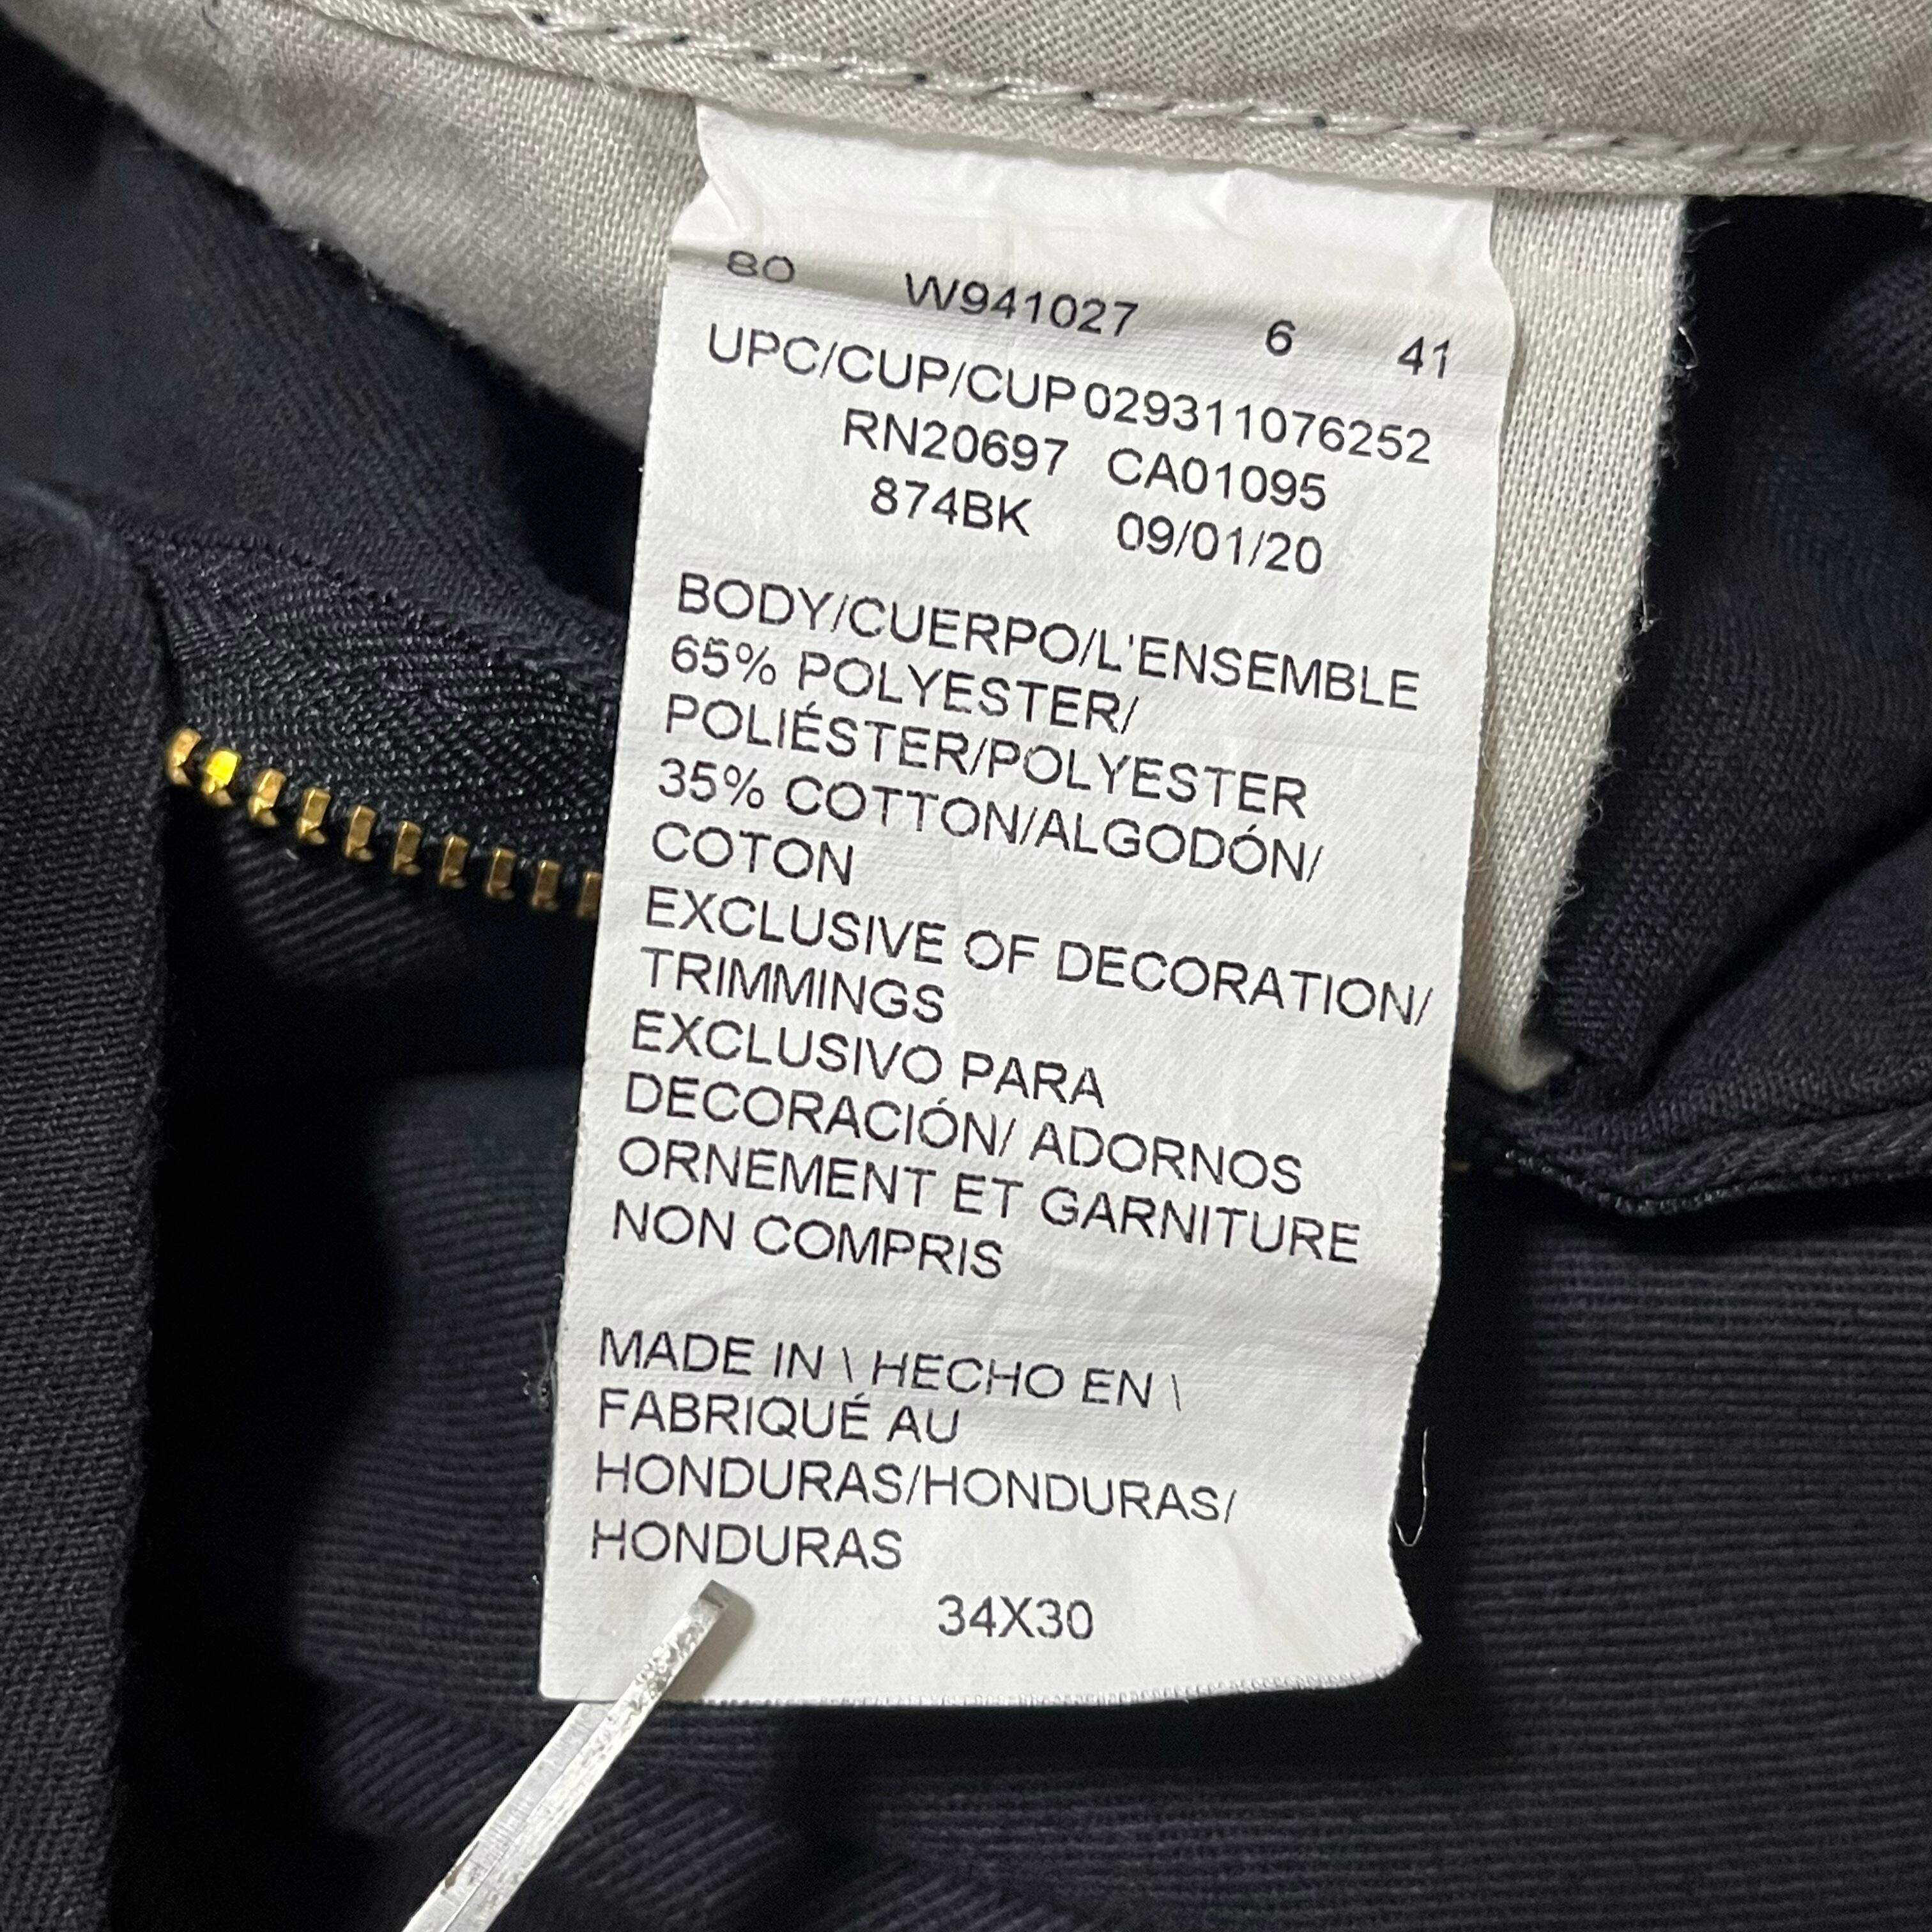 80 W941027 6 41
UPC/CUP/CUP 029311076252
RN20697 CA01095
874BK 09/01/20
BODY/CUERPO/L'ENSEMBLE
65% POLYESTER/
POLIÉSTER/POLYESTER
35% COTTON/ALGODÓN/
COTON
EXCLUSIVE OF DECORATION/
TRIMMINGS
EXCLUSIVO PARA
DECORACIÓN/ ADORNOS
ORNEMENT ET GARNITURE
NON COMPRIS
MADE IN \ HECHO EN \
FABRIQUÉ AU
HONDURAS/HONDURAS/
HONDURAS
34X30